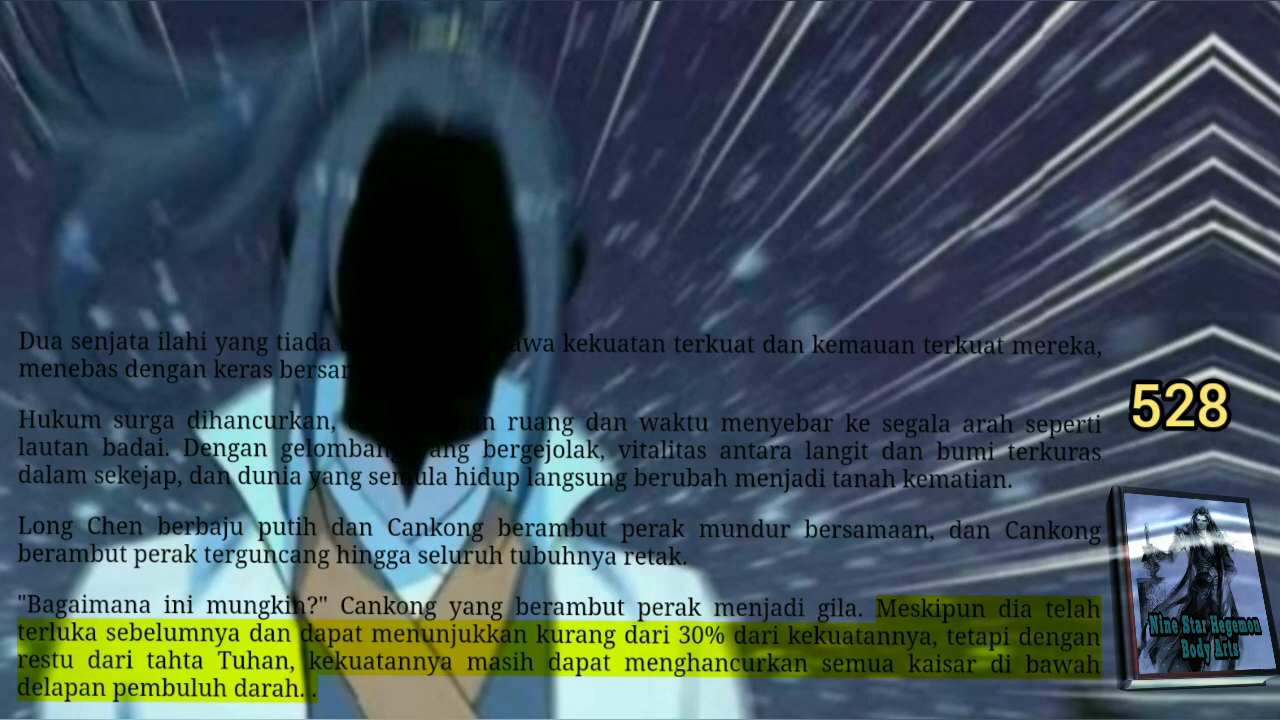 Dua senjata ilahi yang tiada awa kekuatan terkuat dan kemauan terkuat mereka,
menebas dengan keras bersam
Hukum surga dihancurkan, ruang dan waktu menyebar ke segala arah seperti
lautan badai. Dengan gelombang yang bergejolak, vitalitas antara langit dan bumi terkuras
dalam sekejap, dan dunia yang semula hidup langsung berubah menjadi tanah kematian.
Long Chen berbaju putih dan Cankong berambut perak mundur bersamaan, dan Cankong
berambut perak terguncang hingga seluruh tubuhnya retak.
"Bagaimana ini mungkin?" Cankong yang berambut perak menjadi gila. Meskipun dia telah
terluka sebelumnya dan dapat menunjukkan kurang dari 30% dari kekuatannya, tetapi dengan
restu dari tahta Tuhan, kekuatannya masih dapat menghancurkan semua kaisar di bawah
delapan pembuluh darah. .
528
Nine Star Hegemon
Body Arts